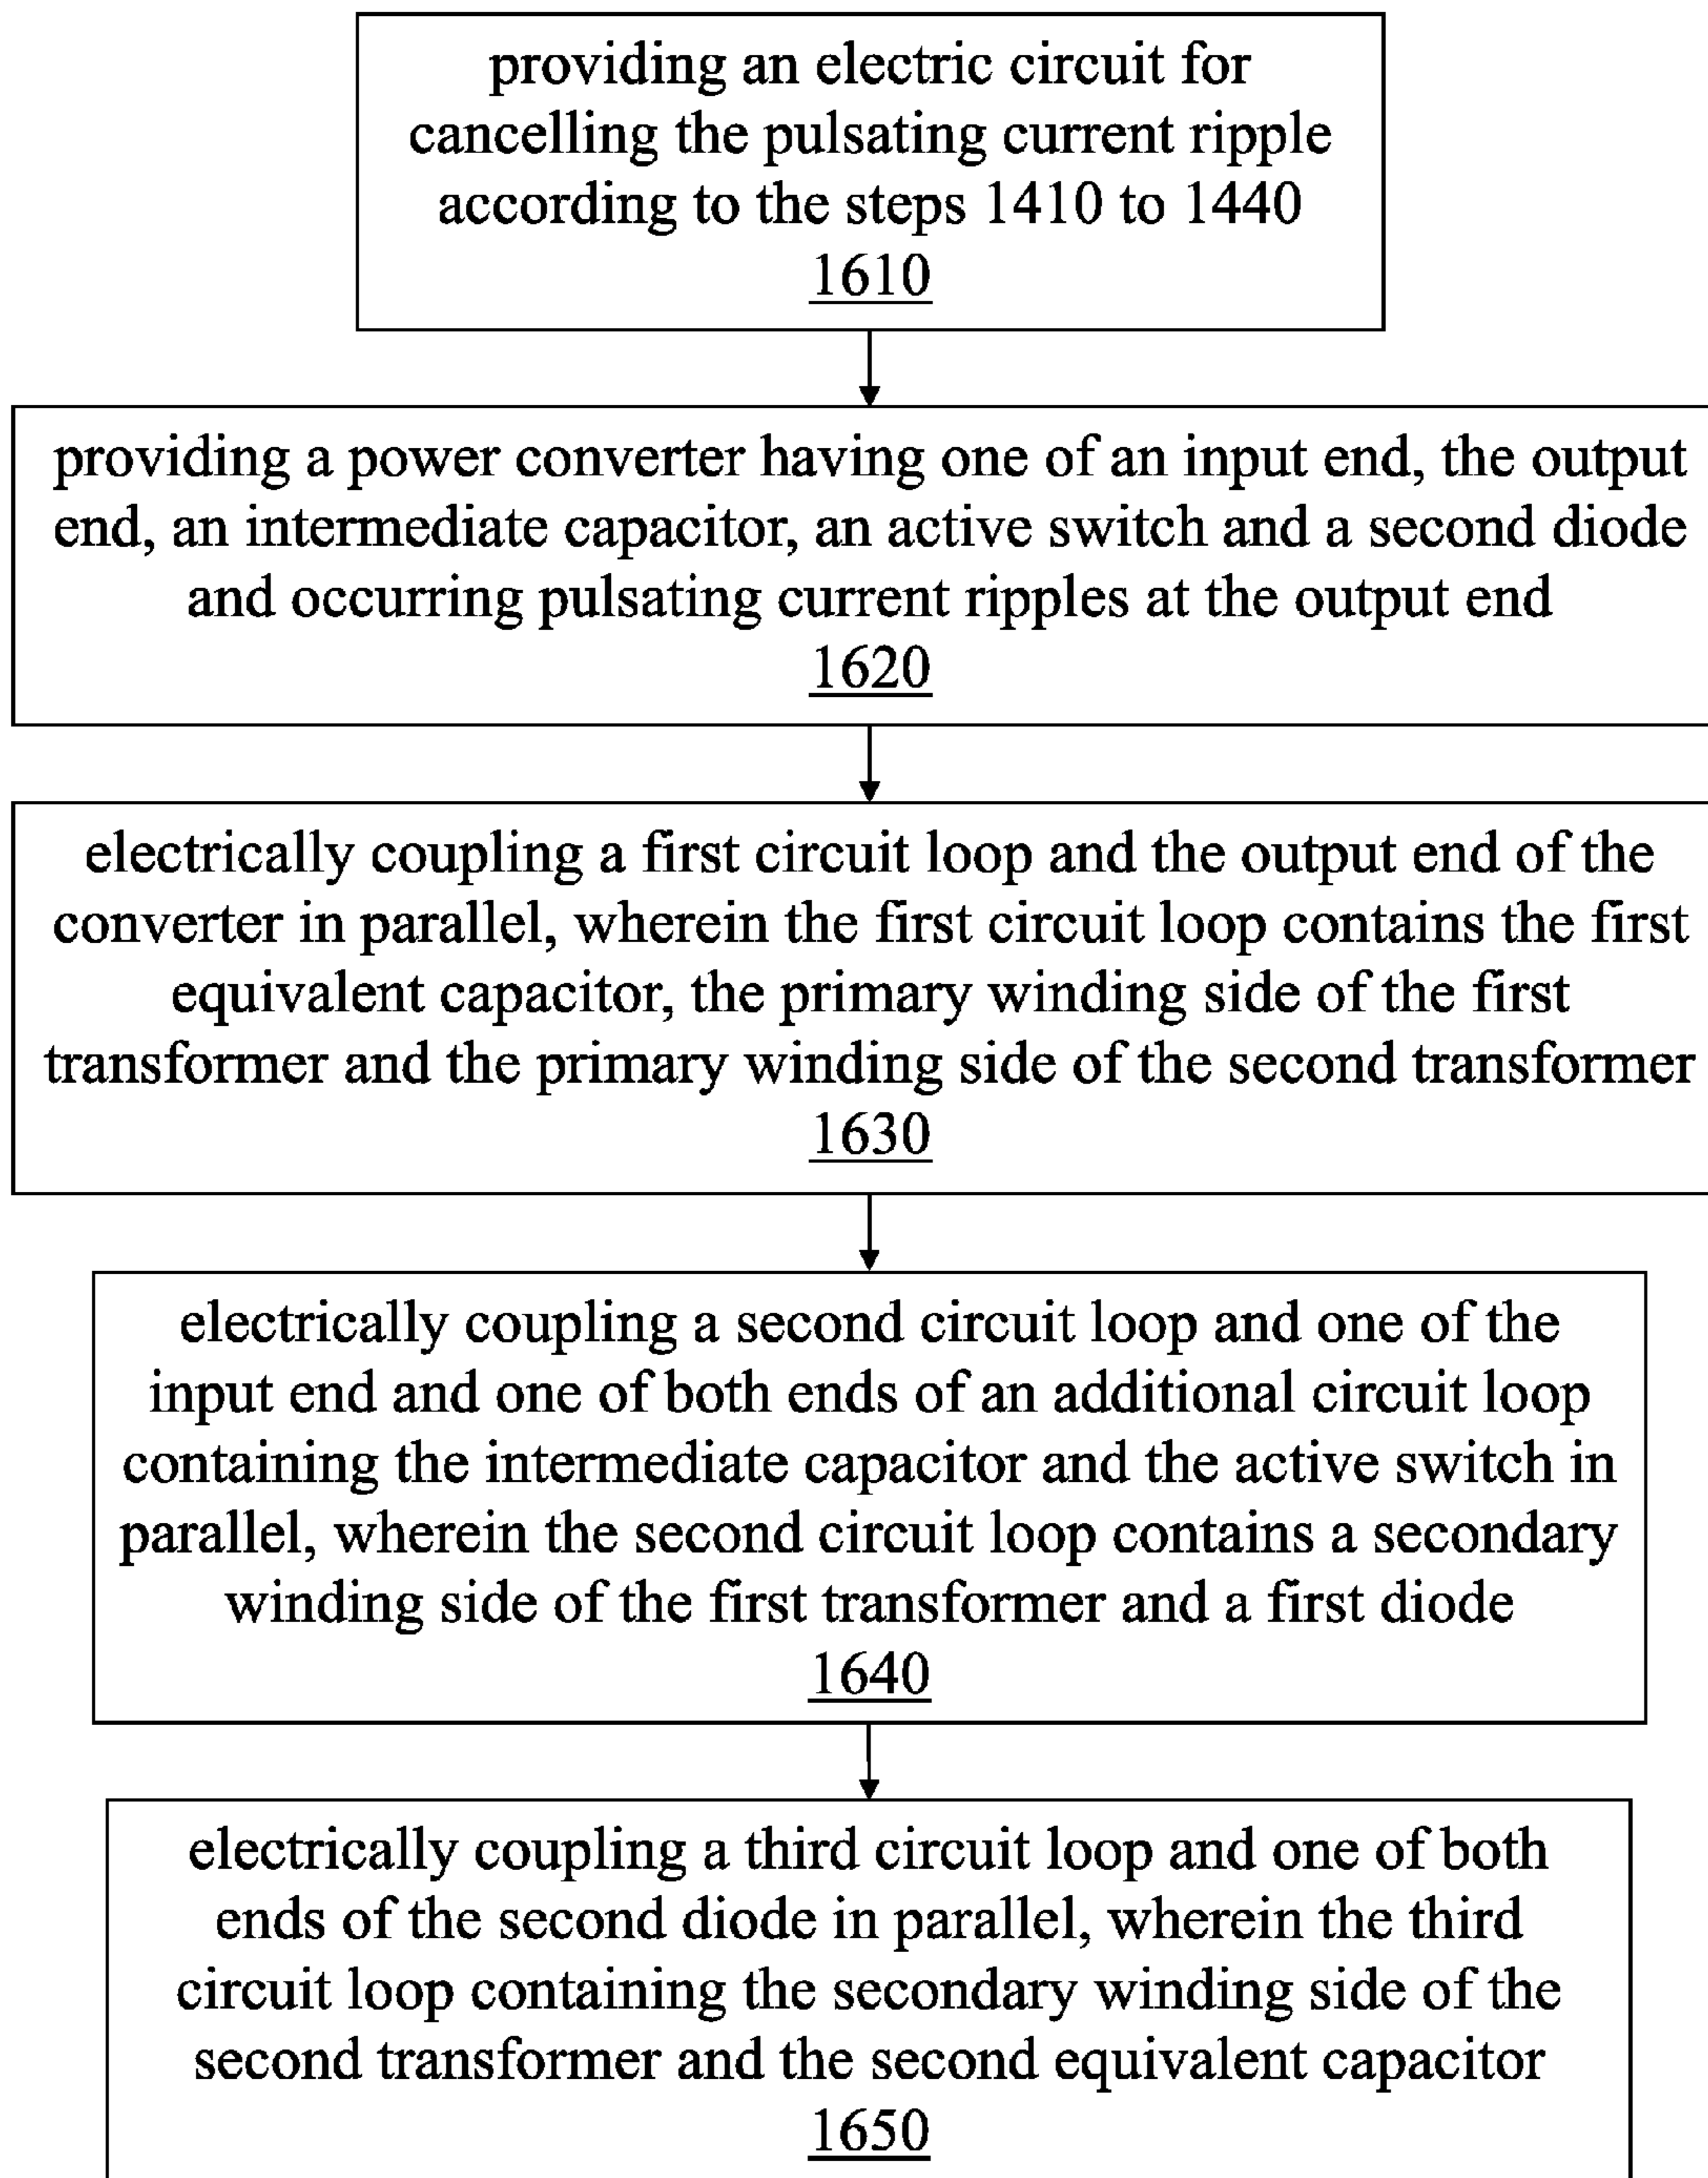 providing an electric circuit for
cancelling the pulsating current ripple
according to the steps 1410 to 1440
1610
providing a power converter having one of an input end, the output
end, an intermediate capacitor, an active switch and a second diode
and occurring pulsating current ripples at the output end
1620
electrically coupling a first circuit loop and the output end of the
converter in parallel, wherein the first circuit loop contains the first
equivalent capacitor, the primary winding side of the first
transformer and the primary winding side of the second transformer
1630
electrically coupling a second circuit loop and one of the
input end and one of both ends of an additional circuit loop
containing the intermediate capacitor and the active switch in
parallel, wherein the second circuit loop contains a secondary
winding side of the first transformer and a first diode
1640
electrically coupling a third circuit loop and one of both
ends of the second diode in parallel, wherein the third
circuit loop containing the secondary winding side of the
second transformer and the second equivalent capacitor
1650